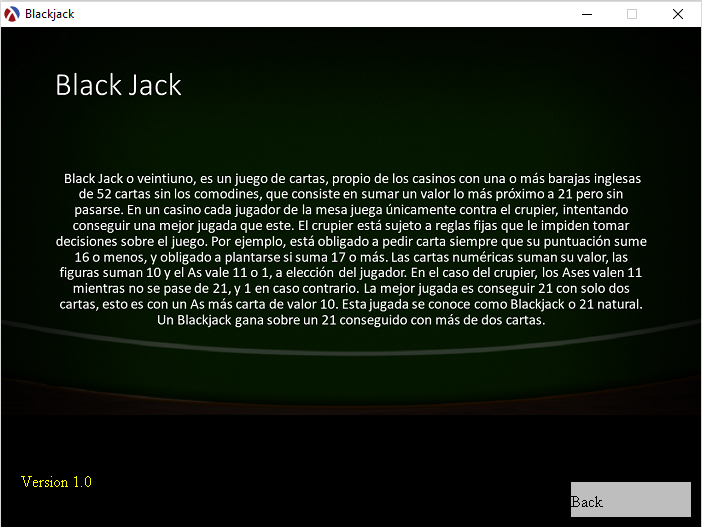 Blackjack
Black Jack
Black Jack o veintiuno, es un juego de cartas, propio de los casinos con una o más barajas inglesas
de 52 cartas sin los comodines, que consiste en sumar un valor lo más próximo a 21 pero sin
pasarse. En un casino cada jugador de la mesa juega únicamente contra el crupier, intentando
conseguir una mejor jugada que este. El crupier está sujeto a reglas fijas que le impiden tomar
decisiones sobre el juego. Por ejemplo, está obligado a pedir carta siempre que su puntuación sume
16 o menos, y obligado a plantarse si suma 17 o más. Las cartas numéricas suman su valor, las
figuras suman 10 y el As vale 11 o 1, a elección del jugador. En el caso del crupier, los Ases valen 11
mientras no se pase de 21, y 1 en caso contrario. La mejor jugada es conseguir 21 con solo dos
cartas, esto es con un As más carta de valor 10. Esta jugada se conoce como Blackjack o 21 natural.
Un Blackjack gana sobre un 21 conseguido con más de dos cartas.
Version 1.0
Back